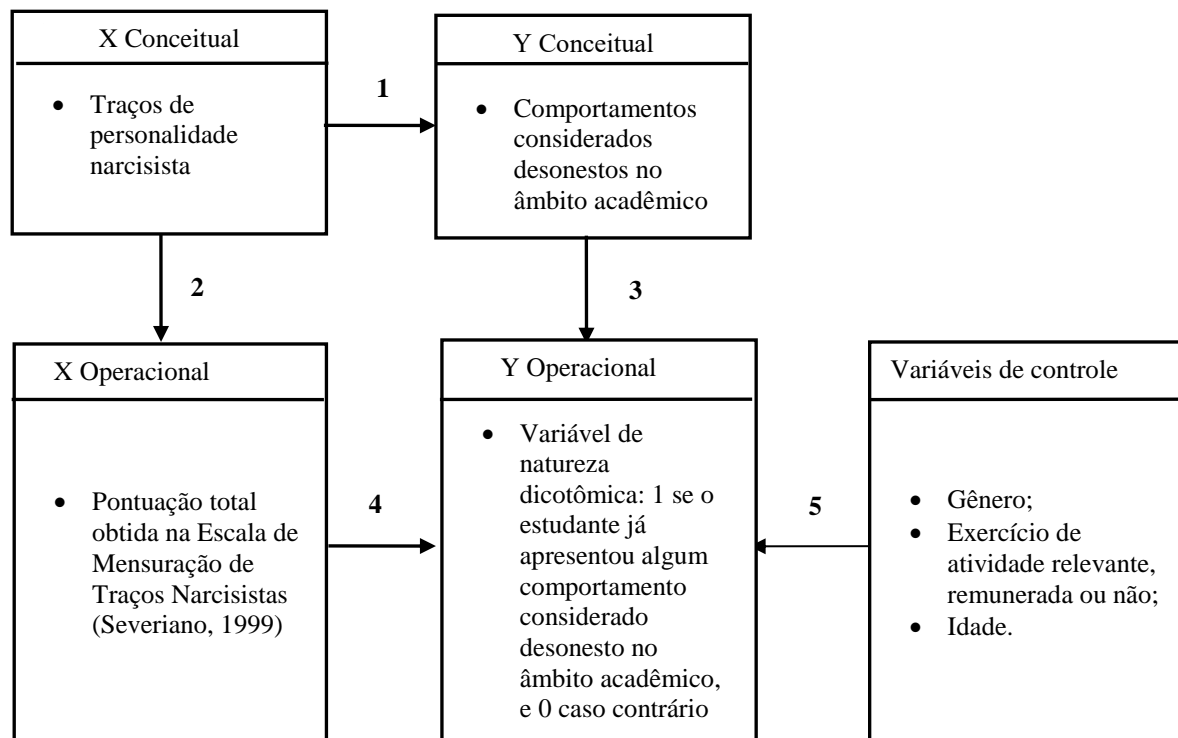 X Conceitual
• Traços de
personalidade
narcisista
1
Y Conceitual
• Comportamentos
considerados
desonestos no
âmbito acadêmico
2
3
X Operacional
• Pontuação total
obtida na Escala de
Mensuração de
Traços Narcisistas
(Severiano, 1999)
4
Y Operacional
• Variável de
natureza
dicotômica: 1 se o
estudante já
apresentou algum
comportamento
considerado
desonesto no
âmbito acadêmico,
e 0 caso contrário
5
Variáveis de controle
• Gênero;
• Exercício de
atividade relevante,
remunerada ou não;
• Idade.